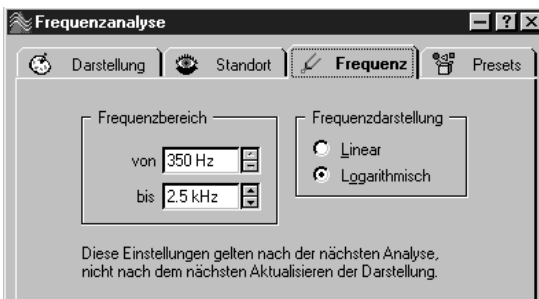 Frequenzanalyse
Darstellung Standort Frequenz Presets
Frequenzbereich Frequenzdarstellung
von 350 Hz Linear
bis 2.5 kHz Logarithmisch
Diese Einstellungen gelten nach der nächsten Analyse,
nicht nach dem nächsten Aktualisieren der Darstellung.